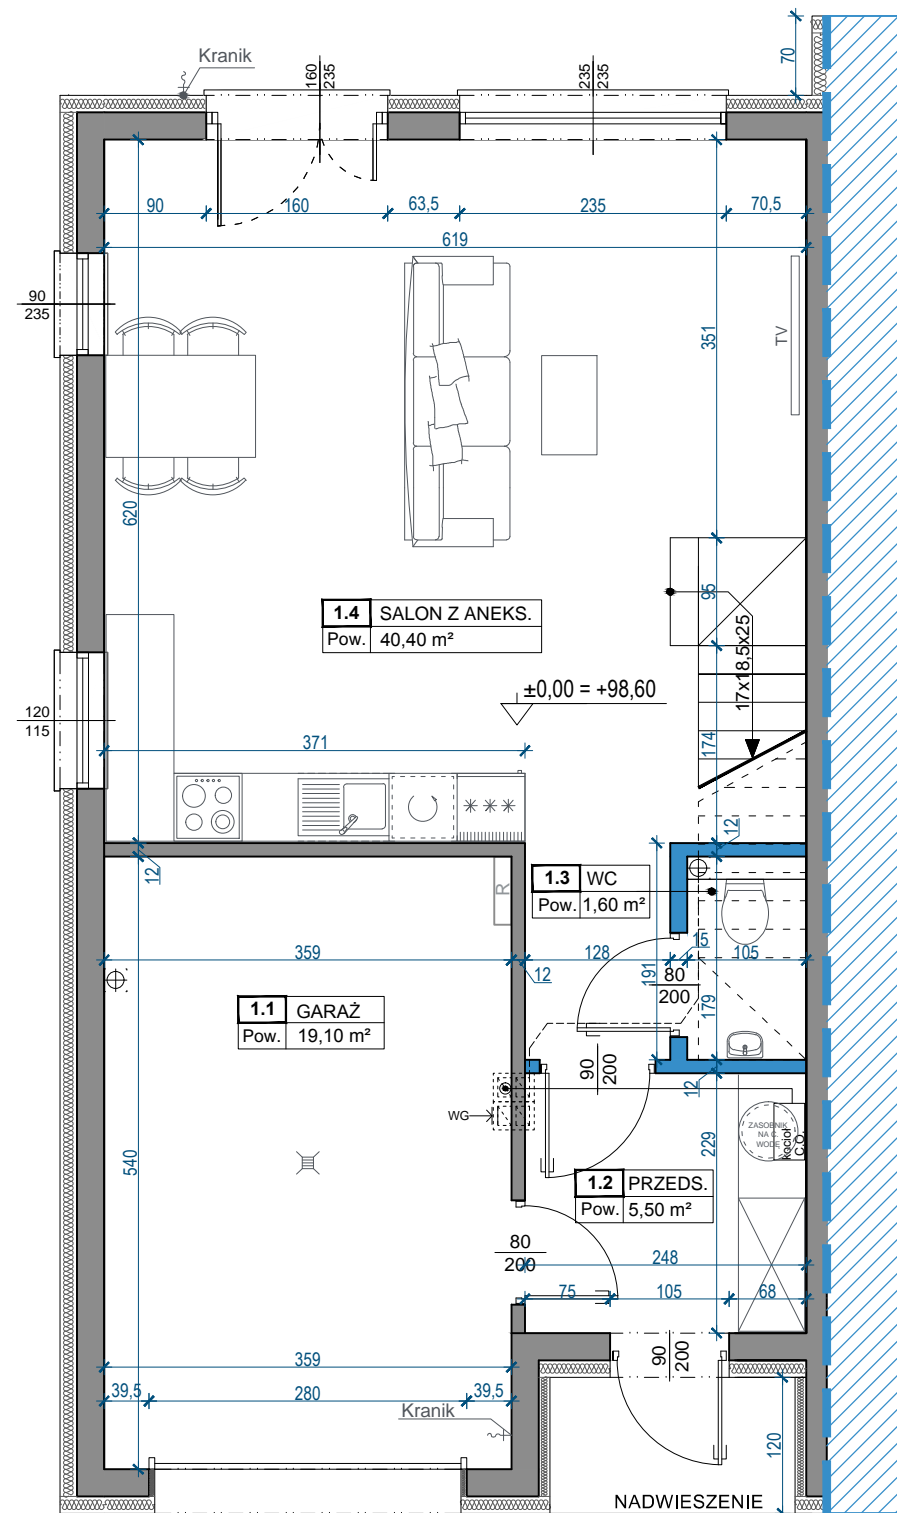 70
Kranik
160
235
235
235
90
160
63,5
235
70,5
619
90
235
351
TV
620
95
1.4 SALON Z ANEKS.
Pow. 40,40 m²
17x18,5x25
±0,00 = +98,60
120
115
174
371
12
12
1.3 WC
Pow. 1,60 m²
R
359
12
128
15
105
191
80
200
179
1.1 GARAŻ
Pow. 19,10 m²
90
200
12
WG
ZASOBNIK
NA C.
WODĘ
kocioł
C.O.
229
540
1.2 PRZEDS.
Pow. 5,50 m²
80
200
248
75
105
68
359
90
200
39,5
280
39,5
Kranik
120
NADWIESZENIE